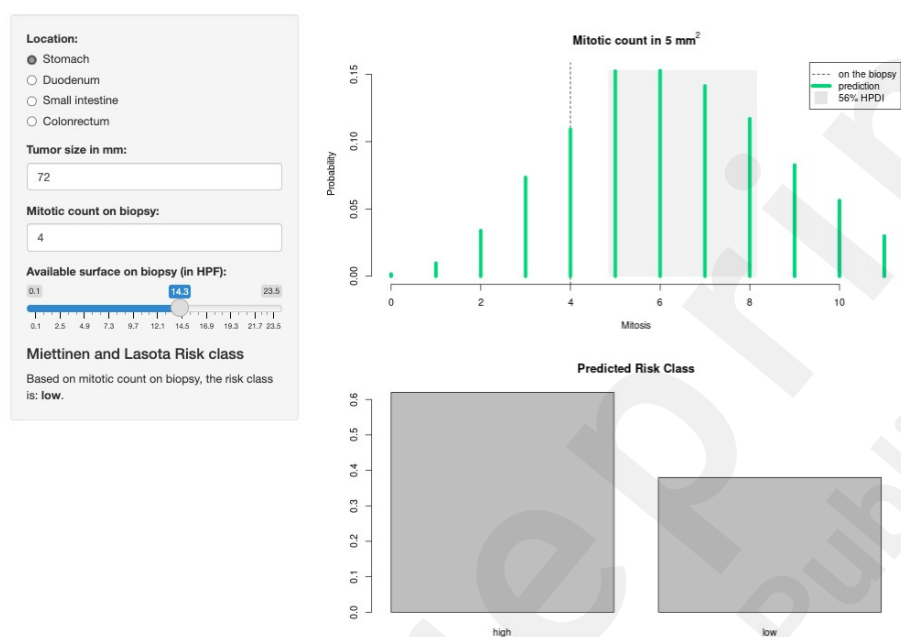 Location:
Stomach
Duodenum
Small intestine
Colonrectum
Tumor size in mm:
72
Mitotic count on biopsy:
4
Available surface on biopsy (in HPF):
0.1 14.3 23.5
0.1 2.5 4.9 7.3 9.7 12.1 14.5 16.9 19.3 21.7 23.5
Miettinen and Lasota Risk class
Based on mitotic count on biopsy, the risk class
is: low.
Mitotic count in 5 mm²
on the biopsy
prediction
56% HPDI
Probability
0.15
0.10
0.05
0.00
0 2 4 6 8 10
Mitosis
Predicted Risk Class
0.6
0.5
0.4
0.3
0.2
0.1
0.0
high low